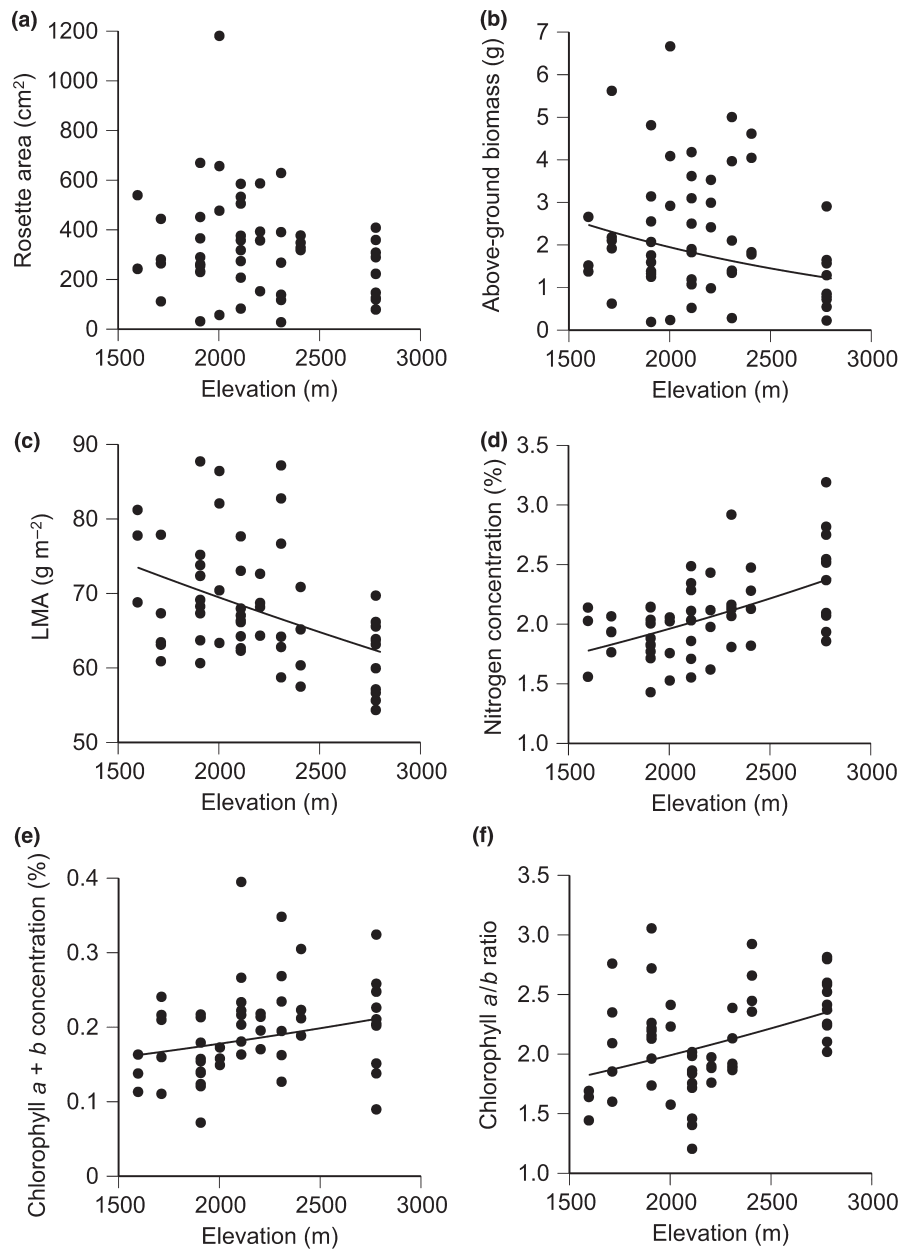 (a)
1200
1000
800
600
400
200
0
Rosette area (cm²)
1500 2000 2500 3000
Elevation (m)
(b)
7
6
5
4
3
2
1
0
Above-ground biomass (g)
1500 2000 2500 3000
Elevation (m)
(c)
90
80
70
60
50
LMA (g m⁻²)
1500 2000 2500 3000
Elevation (m)
(d)
3.5
3.0
2.5
2.0
1.5
1.0
Nitrogen concentration (%)
1500 2000 2500 3000
Elevation (m)
(e)
0.4
0.3
0.2
0.1
0
Chlorophyll a + b concentration (%)
1500 2000 2500 3000
Elevation (m)
(f)
3.5
3.0
2.5
2.0
1.5
1.0
Chlorophyll a/b ratio
1500 2000 2500 3000
Elevation (m)